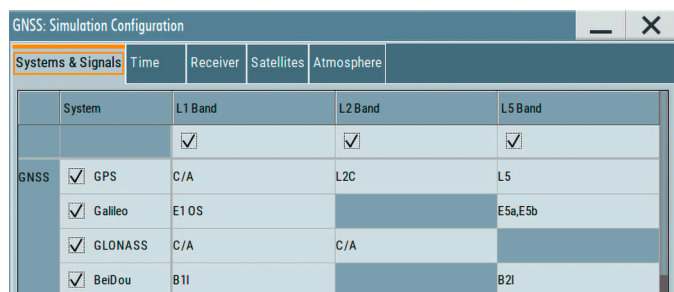 GNSS: Simulation Configuration
Systems & Signals Time Receiver Satellites Atmosphere
System L1 Band L2 Band L5 Band
GNSS GPS C/A L2C L5
Galileo E1 OS E5a,E5b
GLONASS C/A C/A
BeiDou B1I B2I